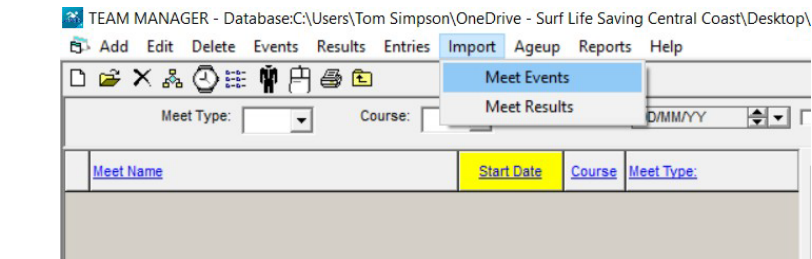 TEAM MANAGER - Database:C:\Users\Tom Simpson\OneDrive - Surf Life Saving Central Coast\Desktop\
Add Edit Delete Events Results Entries Import Ageup Reports Help
Meet Events
Meet Results
Meet Type: Course: D/MM/YY
Meet Name Start Date Course Meet Type: